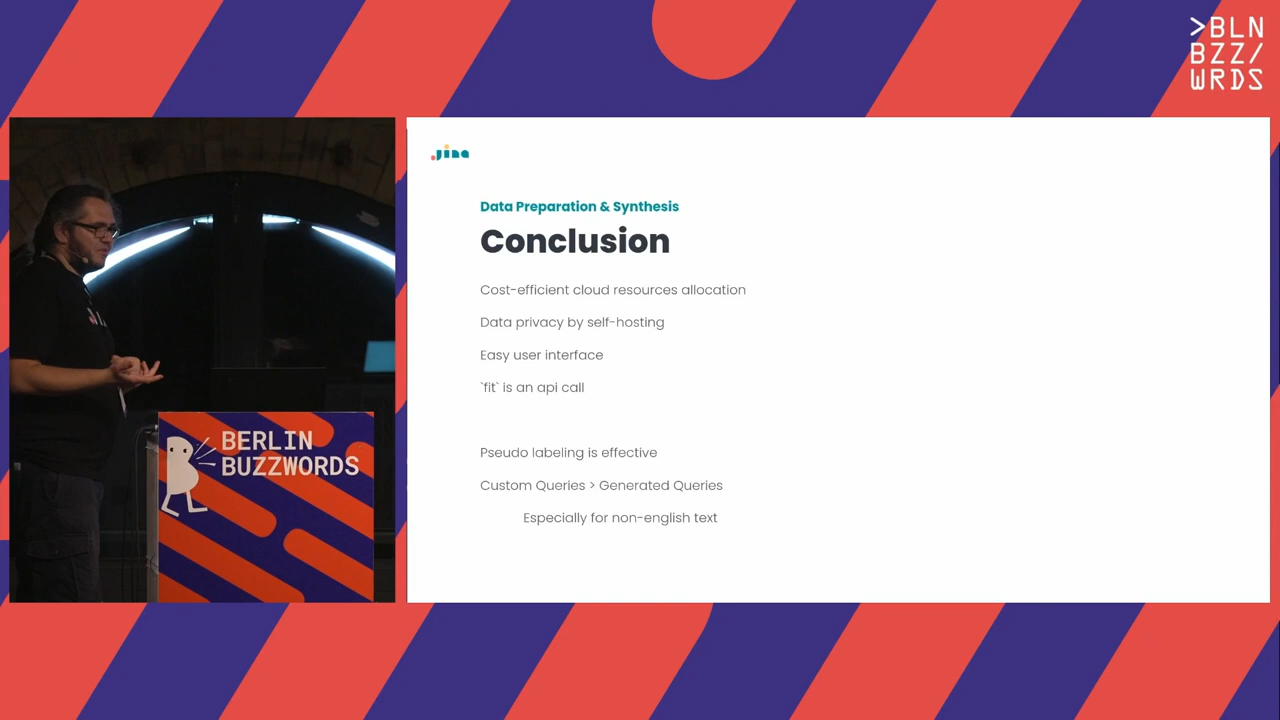 >BLN
BZZ/
WRDS
jina
Data Preparation & Synthesis
Conclusion
Cost-efficient cloud resources allocation
Data privacy by self-hosting
Easy user interface
`fit` is an api call
Pseudo labeling is effective
Custom Queries > Generated Queries
Especially for non-english text
BERLIN
BUZZWORDS